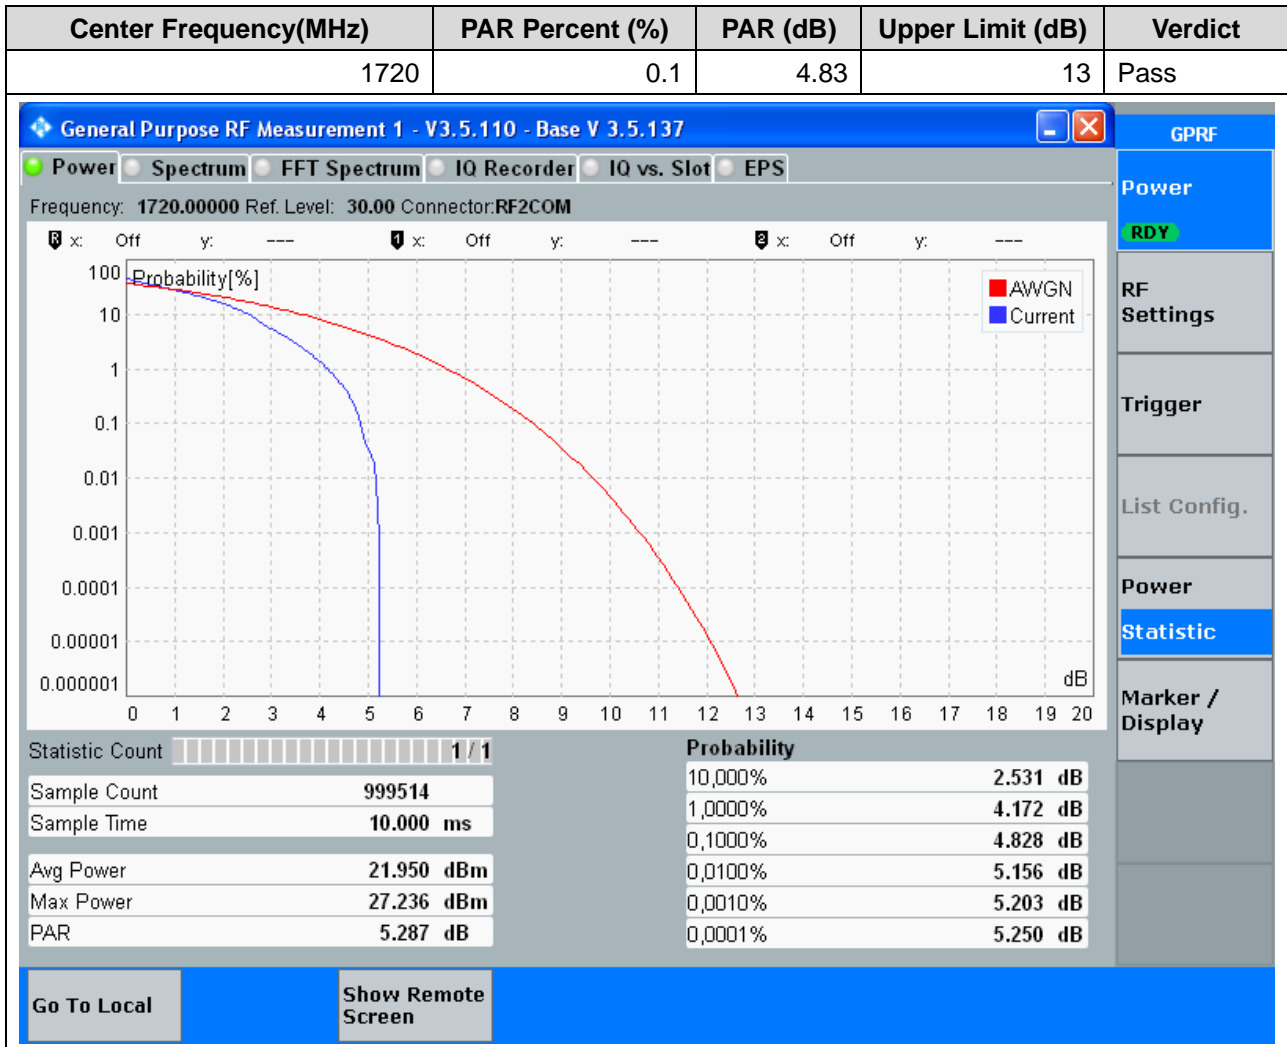 Center Frequency(MHz) PAR Percent (%) PAR (dB) Upper Limit (dB) Verdict
1720 0.1 4.83 13 Pass
General Purpose RF Measurement 1 - V3.5.110 - Base V 3.5.137
GPRF
Power Spectrum FFT Spectrum IQ Recorder IQ vs. Slot EPS
Frequency: 1720.00000 Ref. Level: 30.00 Connector:RF2COM
R x: Off y: --- 1 x: Off y: --- 2 x: Off y: ---
Probability[%]
100
10
1
0.1
0.01
0.001
0.0001
0.00001
0.000001
AWGN
Current
dB
0 1 2 3 4 5 6 7 8 9 10 11 12 13 14 15 16 17 18 19 20
Statistic Count 1 / 1
Sample Count 999514
Sample Time 10.000 ms
Avg Power 21.950 dBm
Max Power 27.236 dBm
PAR 5.287 dB
Probability
10,000% 2.531 dB
1,0000% 4.172 dB
0,1000% 4.828 dB
0,0100% 5.156 dB
0,0010% 5.203 dB
0,0001% 5.250 dB
Power
RDY
RF
Settings
Trigger
List Config.
Power
Statistic
Marker /
Display
Go To Local
Show Remote
Screen